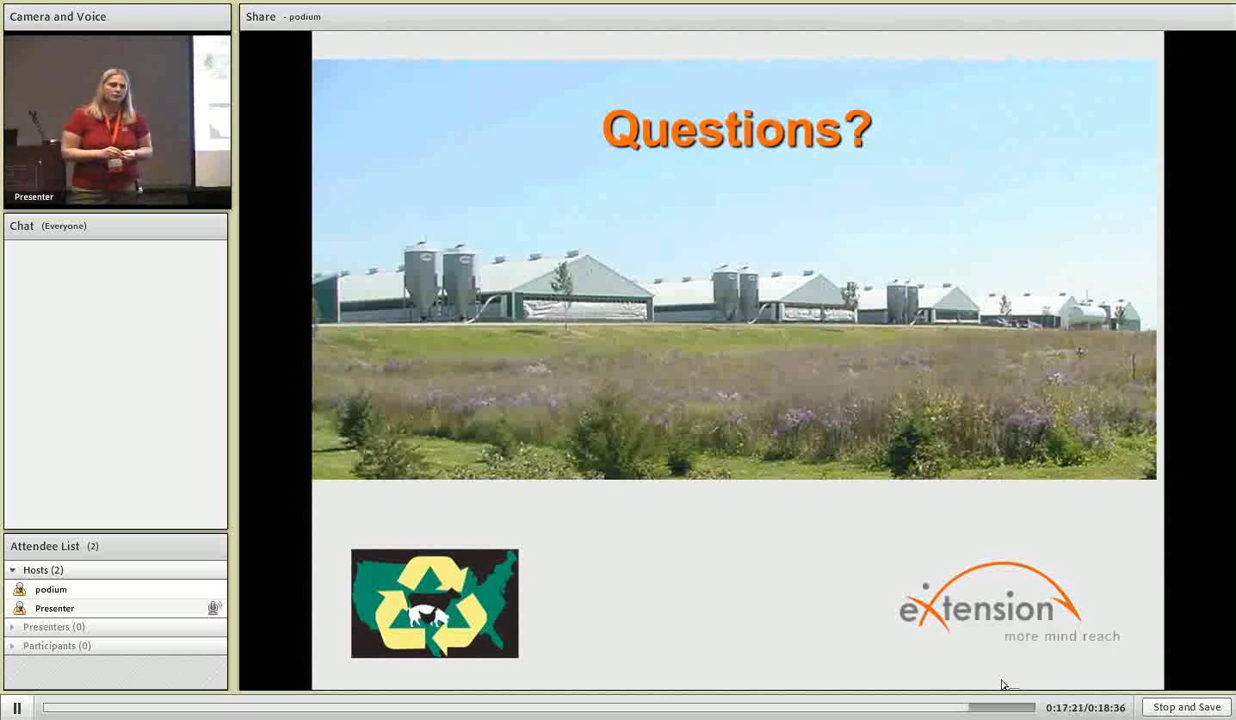 Camera and Voice
Presenter
Chat (Everyone)
Attendee List (2)
Hosts (2)
podium
Presenter
Presenters (0)
Participants (0)
Share - podium
Questions?
eXtension
more mind reach
0:17:21/0:18:36
Stop and Save